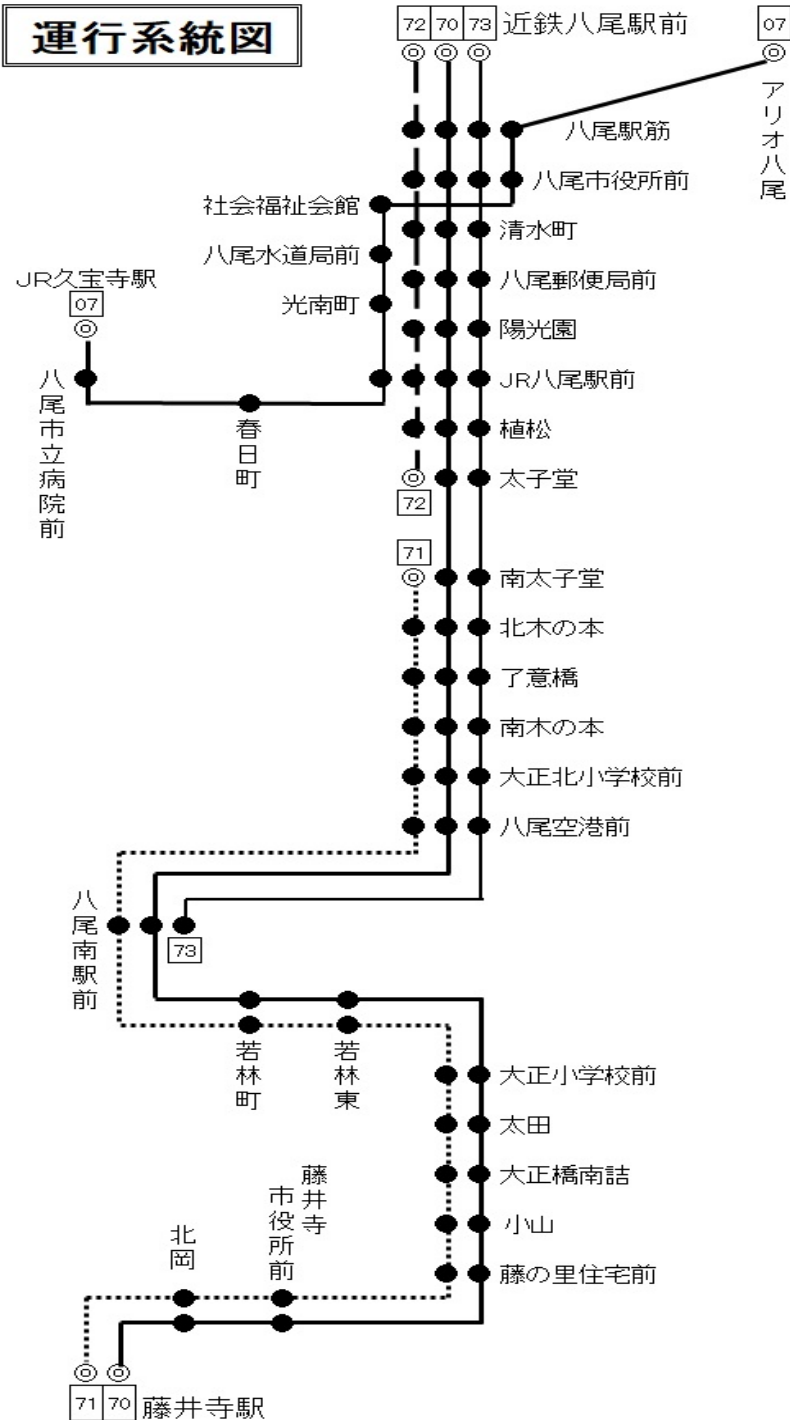 運行系統図
72 70 73 近鉄八尾駅前
07
アリオ八尾
八尾駅筋
八尾市役所前
社会福祉会館
清水町
八尾水道局前
八尾郵便局前
JR久宝寺駅
07
光南町
陽光園
八尾市立病院前
JR八尾駅前
春日町
植松
太子堂
72
71
南太子堂
北木の本
了意橋
南木の本
大正北小学校前
八尾空港前
八尾南駅前
73
若林町
若林東
大正小学校前
太田
大正橋南詰
小山
藤の里住宅前
藤井寺
市役所前
北岡
71 70 藤井寺駅